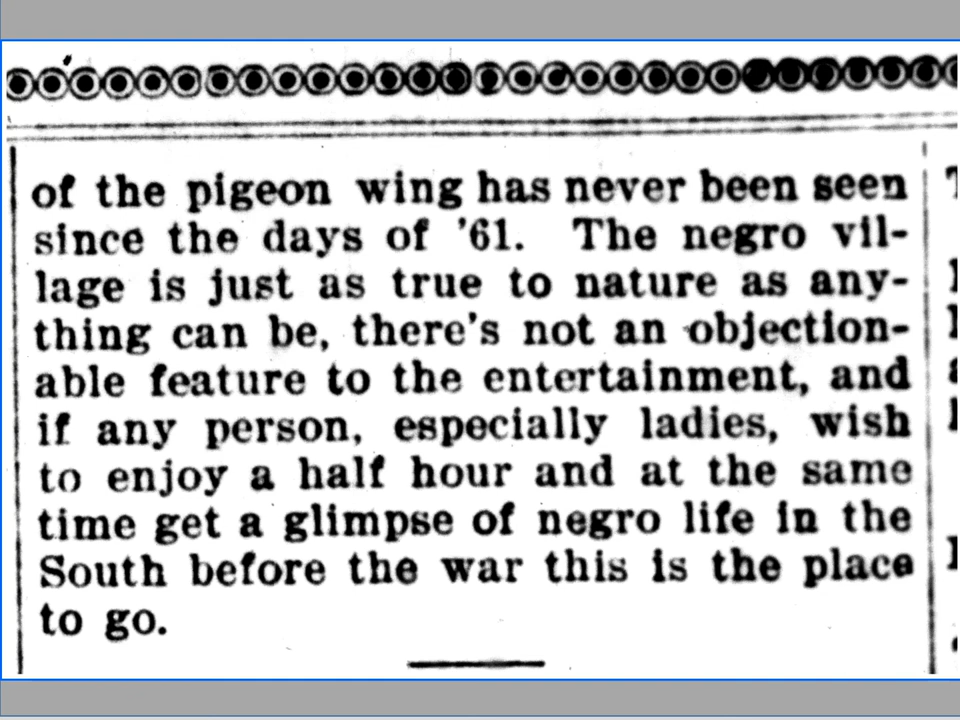 of the pigeon wing has never been seen
since the days of '61. The negro vil-
lage is just as true to nature as any-
thing can be, there's not an objection-
able feature to the entertainment, and
if any person, especially ladies, wish
to enjoy a half hour and at the same
time get a glimpse of negro life in the
South before the war this is the place
to go.